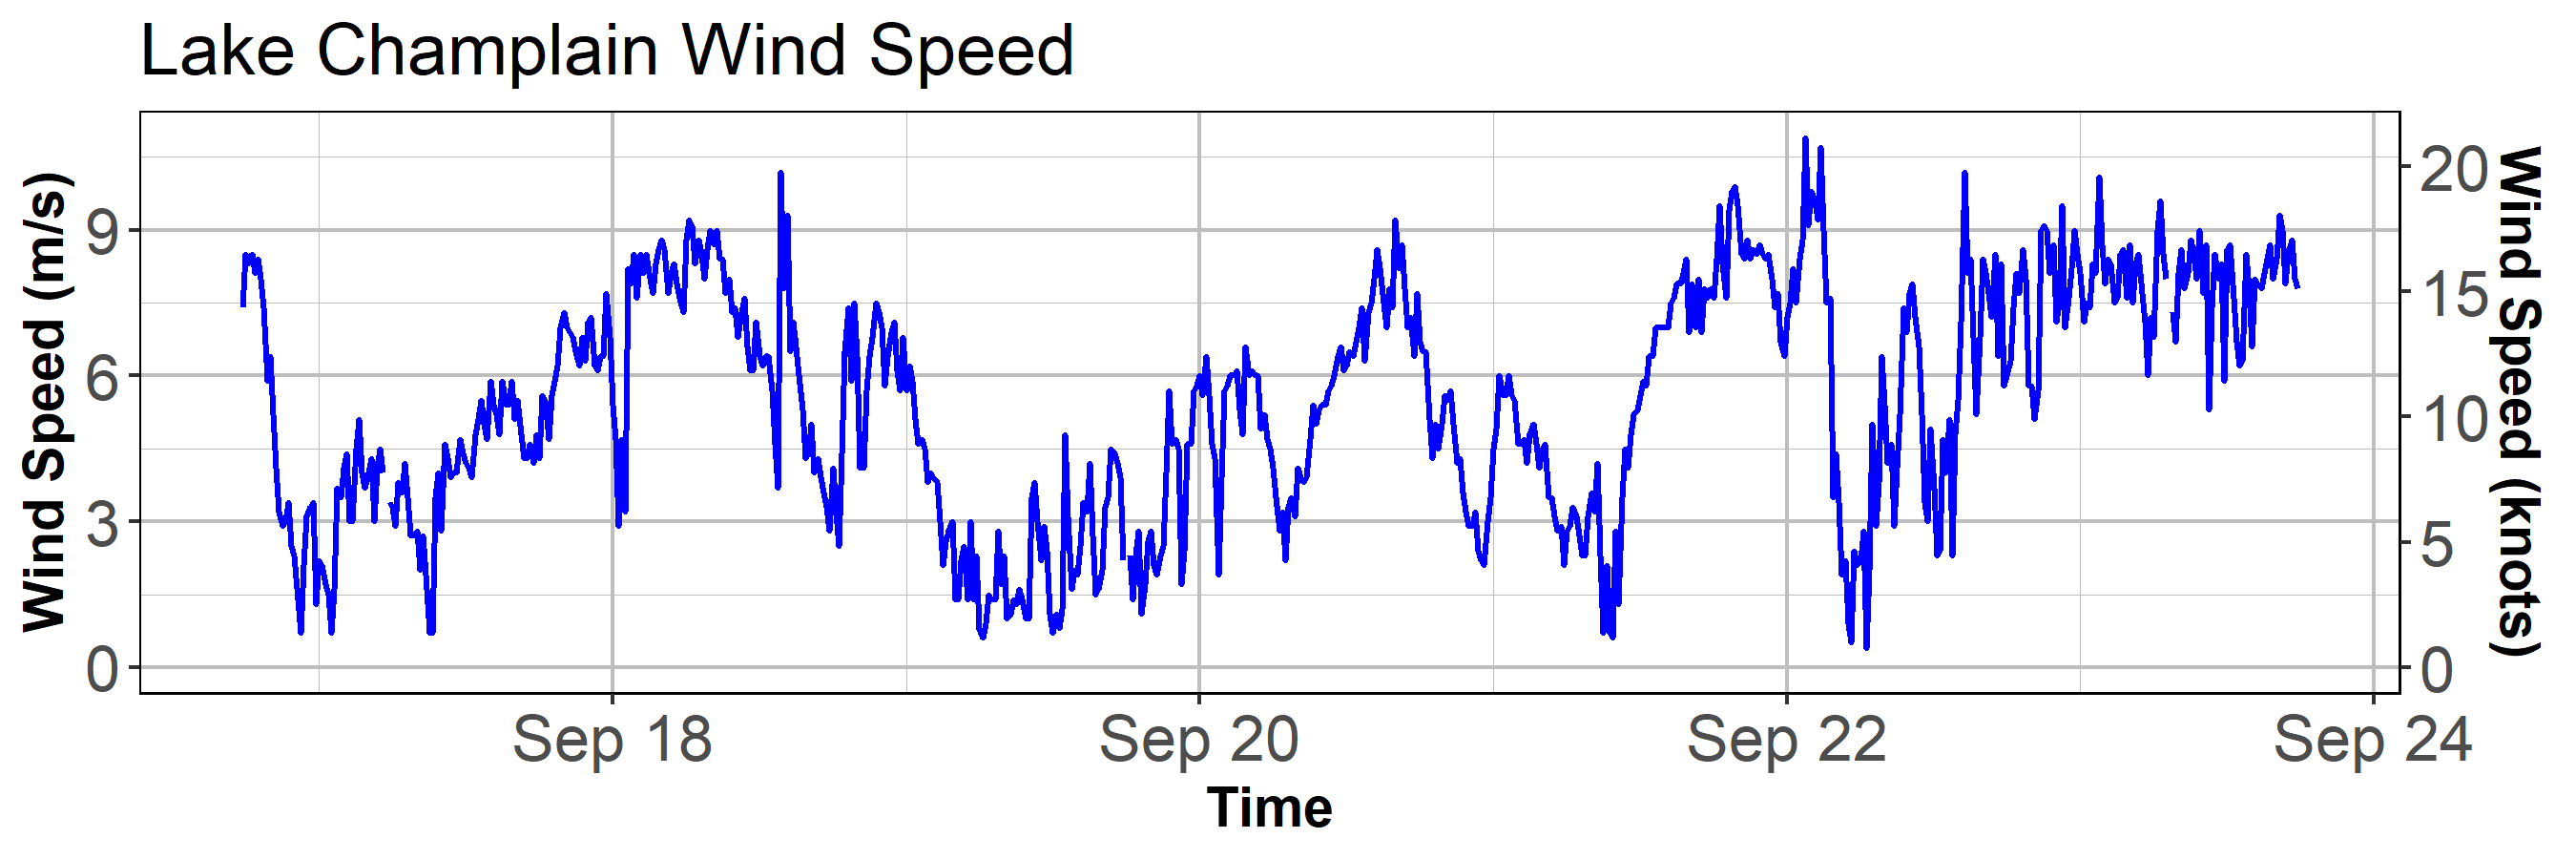 Lake Champlain Wind Speed
Wind Speed (m/s)
9
6
3
0
20
15
10
5
0
Wind Speed (knots)
Sep 18
Sep 20
Sep 22
Sep 24
Time